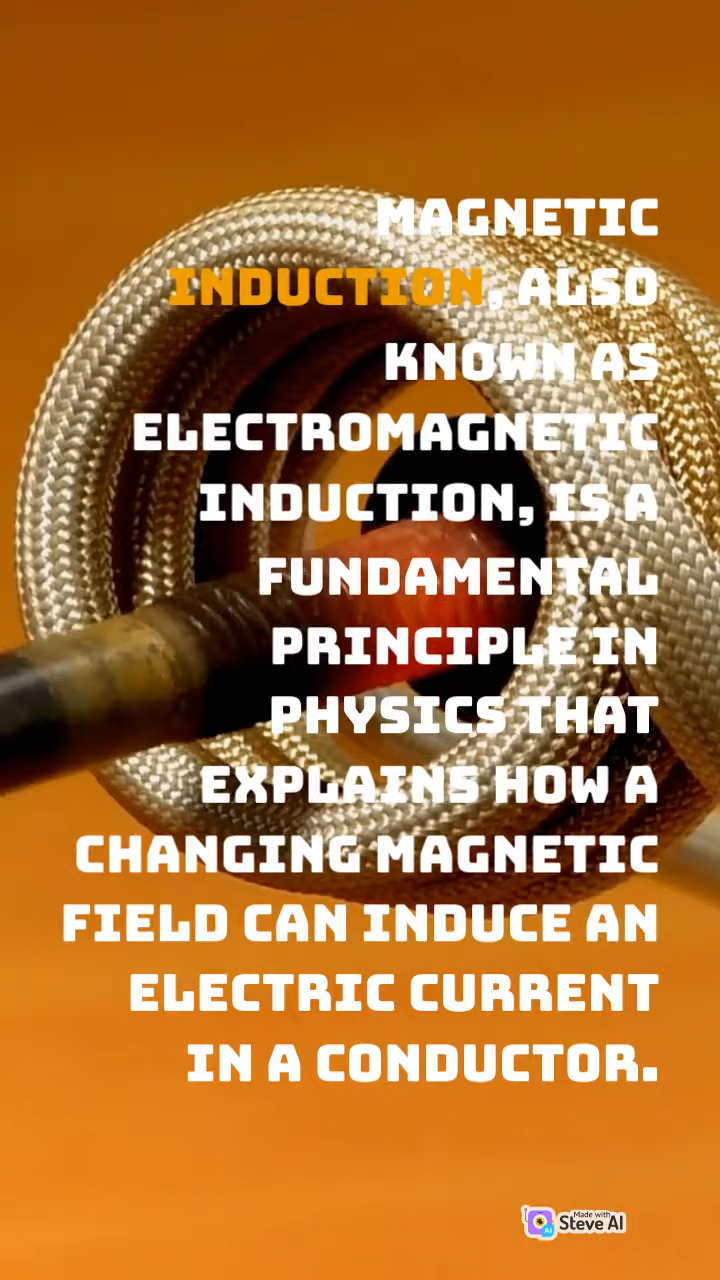 MAGNETIC
INDUCTION, ALSO
KNOWN AS
ELECTROMAGNETIC
INDUCTION, IS A
FUNDAMENTAL
PRINCIPLE IN
PHYSICS THAT
EXPLAINS HOW A
CHANGING MAGNETIC
FIELD CAN INDUCE AN
ELECTRIC CURRENT
IN A CONDUCTOR.
Made with
Steve AI
AI